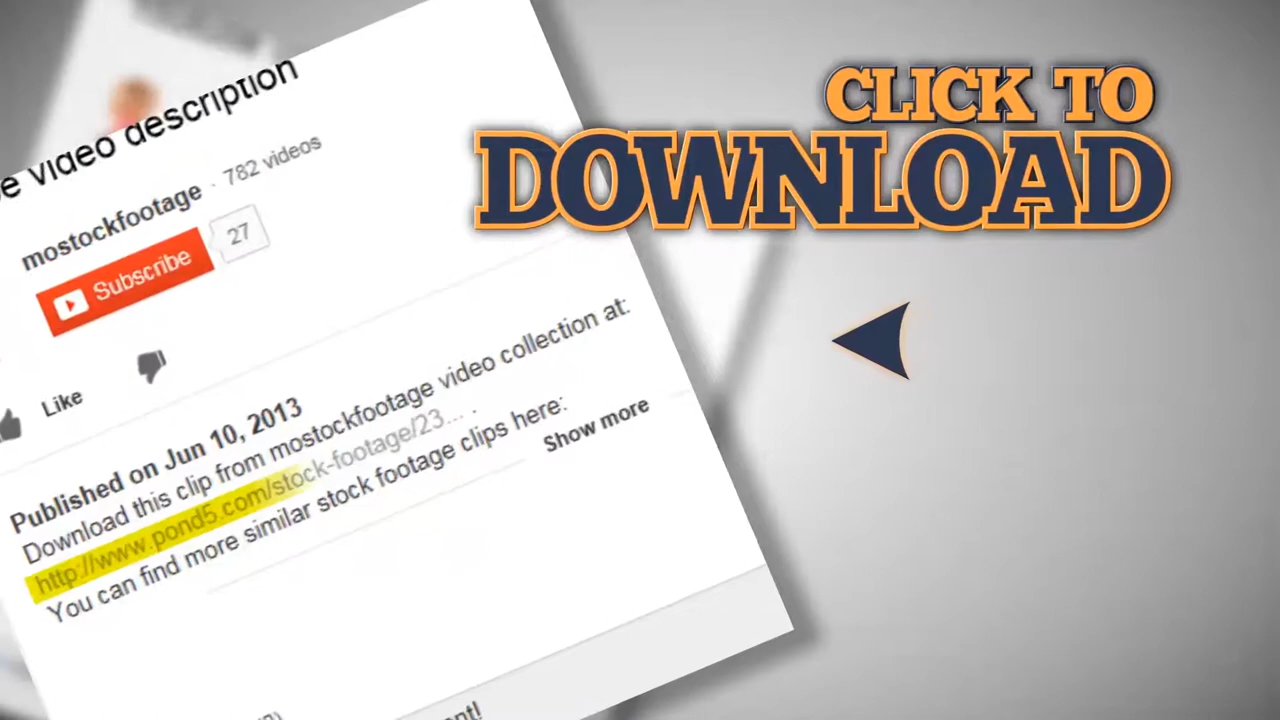 video description
mostockfootage · 782 videos
Subscribe 27
Like
Published on Jun 10, 2013
Download this clip from mostockfootage video collection at:
http://www.pond5.com/stock-footage/23... .
You can find more similar stock footage clips here:
Show more
CLICK TO
DOWNLOAD